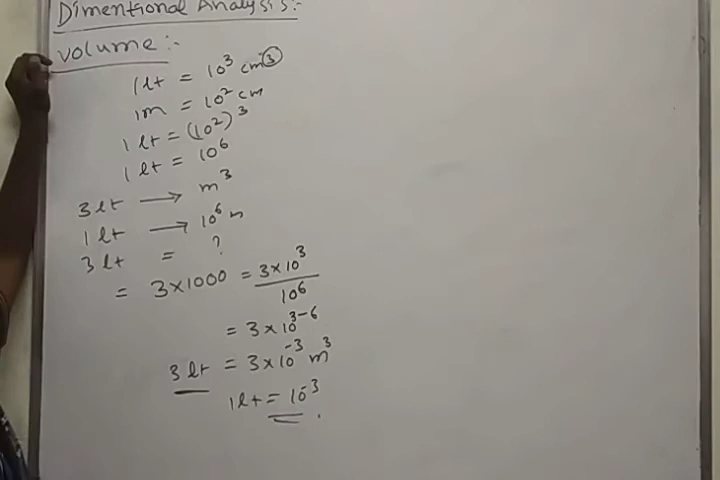 Dimentional Analysis:-
Volume :-
1lt = 10³ cm³
1m = 10² cm
1 lt = (10²)³
1 lt = 10⁶
3lt → m³
1 lt → 10⁶ m
3 lt = ?
= 3×1000 = 3×10³/10⁶
= 3×10³⁻⁶
3 lt = 3×10⁻³ m³
1lt = 10⁻³.